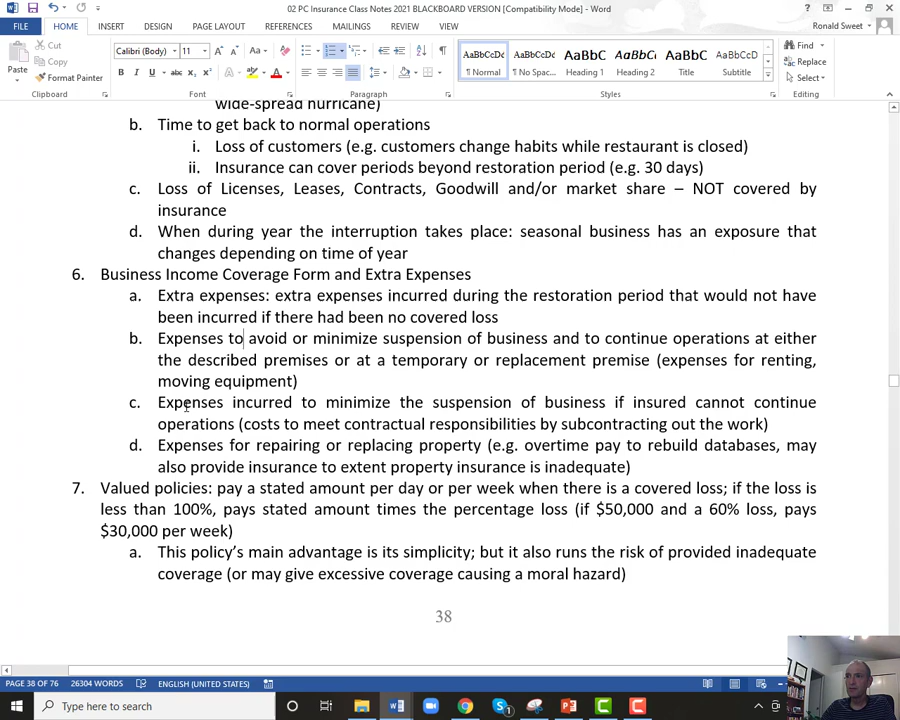 02 PC Insurance Class Notes 2021 BLACKBOARD VERSION [Compatibility Mode] - Word
FILE HOME INSERT DESIGN PAGE LAYOUT REFERENCES MAILINGS REVIEW VIEW Ronald Sweet
Paste
Cut
Copy
Format Painter
Calibri (Body) 11
AaBbCcDc AaBbCcDc AaBbC AaBbCc AaBbC AaBbCcD
¶ Normal ¶ No Spac... Heading 1 Heading 2 Title Subtitle
Find
Replace
Select
Clipboard Font Paragraph Styles Editing
wide-spread hurricane)
b. Time to get back to normal operations
i. Loss of customers (e.g. customers change habits while restaurant is closed)
ii. Insurance can cover periods beyond restoration period (e.g. 30 days)
c. Loss of Licenses, Leases, Contracts, Goodwill and/or market share – NOT covered by
insurance
d. When during year the interruption takes place: seasonal business has an exposure that
changes depending on time of year
6. Business Income Coverage Form and Extra Expenses
a. Extra expenses: extra expenses incurred during the restoration period that would not have
been incurred if there had been no covered loss
b. Expenses to avoid or minimize suspension of business and to continue operations at either
the described premises or at a temporary or replacement premise (expenses for renting,
moving equipment)
c. Expenses incurred to minimize the suspension of business if insured cannot continue
operations (costs to meet contractual responsibilities by subcontracting out the work)
d. Expenses for repairing or replacing property (e.g. overtime pay to rebuild databases, may
also provide insurance to extent property insurance is inadequate)
7. Valued policies: pay a stated amount per day or per week when there is a covered loss; if the loss is
less than 100%, pays stated amount times the percentage loss (if $50,000 and a 60% loss, pays
$30,000 per week)
a. This policy's main advantage is its simplicity; but it also runs the risk of provided inadequate
coverage (or may give excessive coverage causing a moral hazard)
38
PAGE 38 OF 76 26304 WORDS ENGLISH (UNITED STATES)
Type here to search